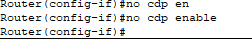 Router(config-if)#no cdp en
Router(config-if)#no cdp enable
Router(config-if)#